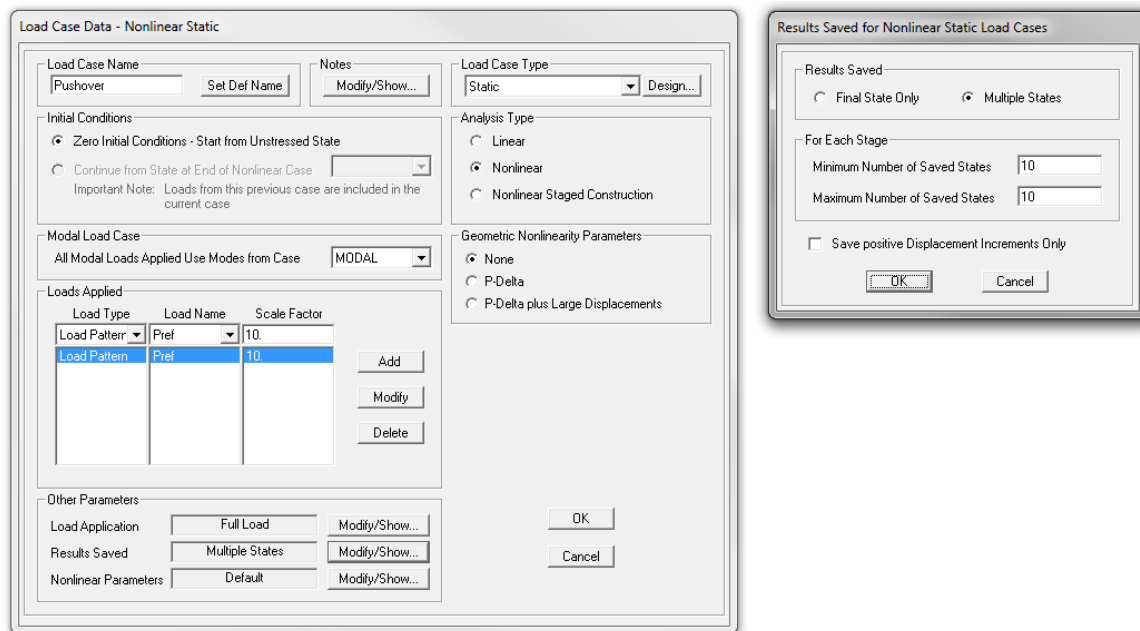 Load Case Data - Nonlinear Static
Load Case Name
Pushover
Set Def Name
Notes
Modify/Show...
Load Case Type
Static
Design...
Initial Conditions
Zero Initial Conditions - Start from Unstressed State
Continue from State at End of Nonlinear Case
Important Note: Loads from this previous case are included in the
current case
Analysis Type
Linear
Nonlinear
Nonlinear Staged Construction
Modal Load Case
All Modal Loads Applied Use Modes from Case
MODAL
Geometric Nonlinearity Parameters
None
P-Delta
P-Delta plus Large Displacements
Loads Applied
Load Type Load Name Scale Factor
Load Pattern Pref 10.
Load Pattern Pref 10.
Add
Modify
Delete
Other Parameters
Load Application Full Load Modify/Show...
Results Saved Multiple States Modify/Show...
Nonlinear Parameters Default Modify/Show...
OK
Cancel
Results Saved for Nonlinear Static Load Cases
Results Saved
Final State Only Multiple States
For Each Stage
Minimum Number of Saved States 10
Maximum Number of Saved States 10
Save positive Displacement Increments Only
OK Cancel